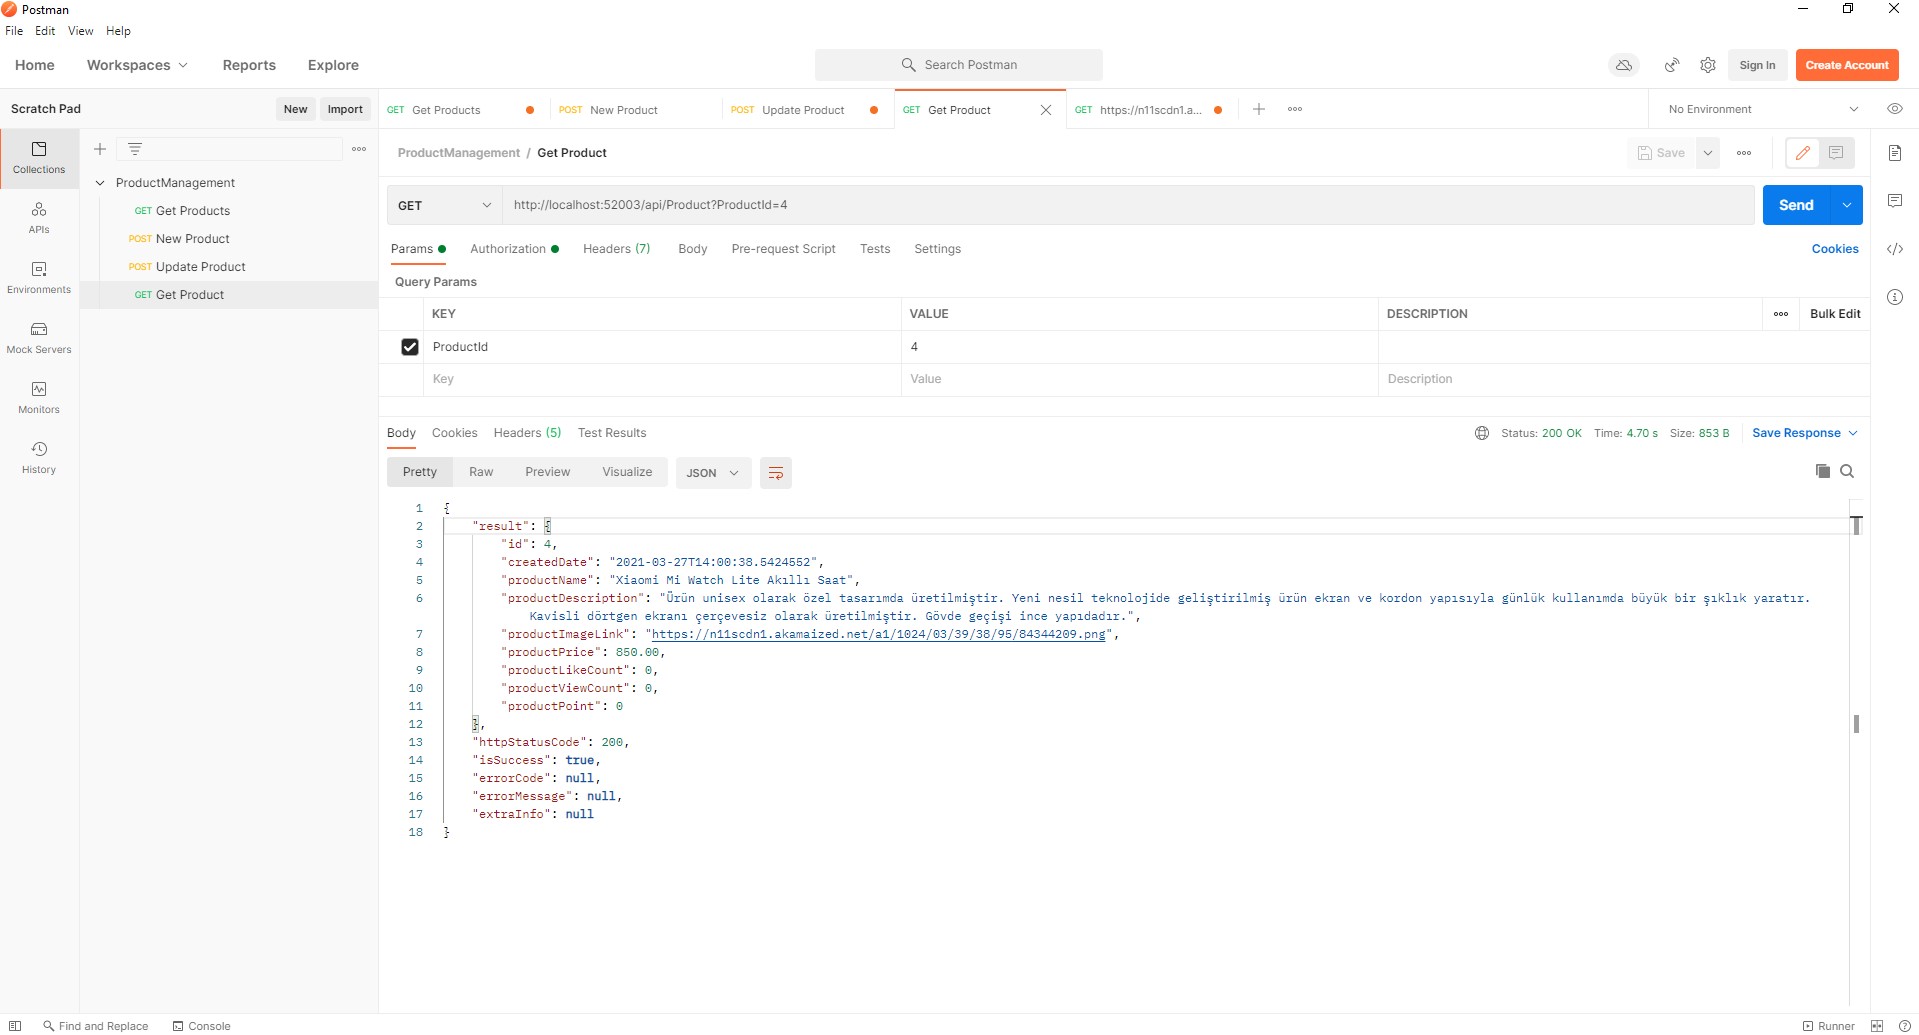 Postman
File Edit View Help
Home Workspaces Reports Explore Search Postman Sign In Create Account
Scratch Pad New Import GET Get Products POST New Product POST Update Product GET Get Product GET https://n11scdn1.a... No Environment
ProductManagement / Get Product Save
Collections
APIs
Environments
Mock Servers
Monitors
History
ProductManagement
GET Get Products
POST New Product
POST Update Product
GET Get Product
GET http://localhost:52003/api/Product?ProductId=4 Send
Params Authorization Headers (7) Body Pre-request Script Tests Settings Cookies
Query Params
KEY VALUE DESCRIPTION Bulk Edit
ProductId 4
Key Value Description
Body Cookies Headers (5) Test Results Status: 200 OK Time: 4.70 s Size: 853 B Save Response
Pretty Raw Preview Visualize JSON
1 {
2 "result": {
3 "id": 4,
4 "createdDate": "2021-03-27T14:00:38.5424552",
5 "productName": "Xiaomi Mi Watch Lite Akıllı Saat",
6 "productDescription": "Ürün unisex olarak özel tasarımda üretilmiştir. Yeni nesil teknolojide geliştirilmiş ürün ekran ve kordon yapısıyla günlük kullanımda büyük bir şıklık yaratır.
Kavisli dörtgen ekranı çerçevesiz olarak üretilmiştir. Gövde geçişi ince yapıdadır.",
7 "productImageLink": "https://n11scdn1.akamaized.net/a1/1024/03/39/38/95/84344209.png",
8 "productPrice": 850.00,
9 "productLikeCount": 0,
10 "productViewCount": 0,
11 "productPoint": 0
12 },
13 "httpStatusCode": 200,
14 "isSuccess": true,
15 "errorCode": null,
16 "errorMessage": null,
17 "extraInfo": null
18 }
Find and Replace Console Runner